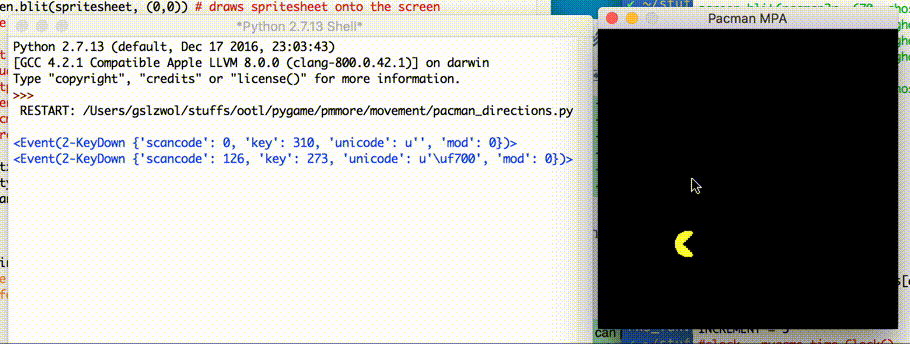 en.blit(spritesheet, (0,0)) # draws spritesheet onto the screen
*Python 2.7.13 Shell*
Python 2.7.13 (default, Dec 17 2016, 23:03:43)
[GCC 4.2.1 Compatible Apple LLVM 8.0.0 (clang-800.0.42.1)] on darwin
Type "copyright", "credits" or "license()" for more information.
>>>
RESTART: /Users/gslzwol/stuffs/ootl/pygame/pmmore/movement/pacman_directions.py
<Event(2-KeyDown {'scancode': 0, 'key': 310, 'unicode': u'', 'mod': 0})>
<Event(2-KeyDown {'scancode': 126, 'key': 273, 'unicode': u'\uf700', 'mod': 0})>
Pacman MPA
can